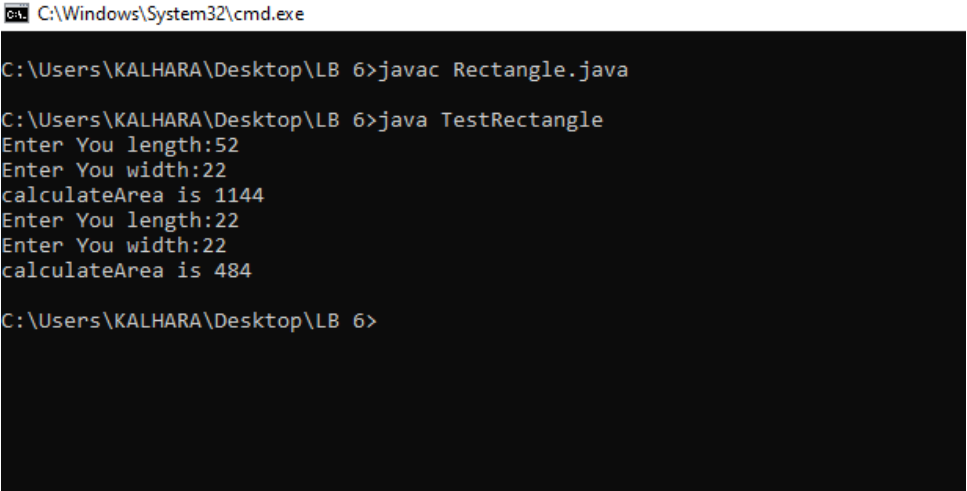 C:\Windows\System32\cmd.exe
C:\Users\KALHARA\Desktop\LB 6>javac Rectangle.java
C:\Users\KALHARA\Desktop\LB 6>java TestRectangle
Enter You length:52
Enter You width:22
calculateArea is 1144
Enter You length:22
Enter You width:22
calculateArea is 484
C:\Users\KALHARA\Desktop\LB 6>